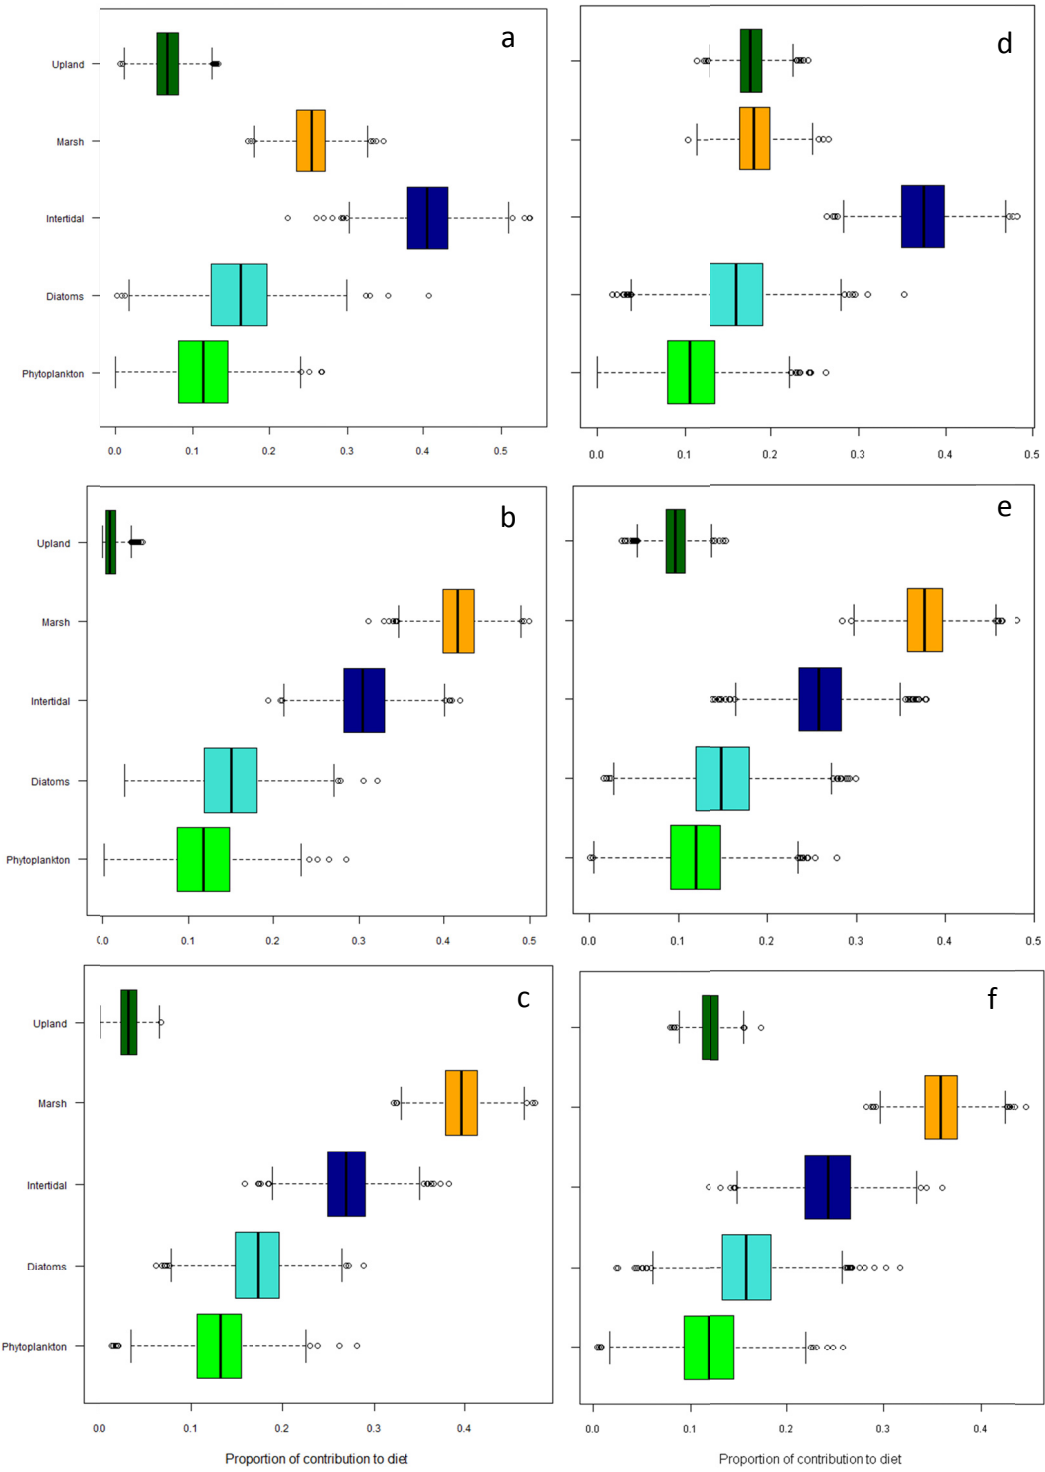 a
Upland
Marsh
Intertidal
Diatoms
Phytoplankton
0.0 0.1 0.2 0.3 0.4 0.5
d
0.0 0.1 0.2 0.3 0.4 0.5
b
Upland
Marsh
Intertidal
Diatoms
Phytoplankton
0.0 0.1 0.2 0.3 0.4 0.5
e
0.0 0.1 0.2 0.3 0.4 0.5
c
Upland
Marsh
Intertidal
Diatoms
Phytoplankton
0.0 0.1 0.2 0.3 0.4
Proportion of contribution to diet
f
0.0 0.1 0.2 0.3 0.4
Proportion of contribution to diet